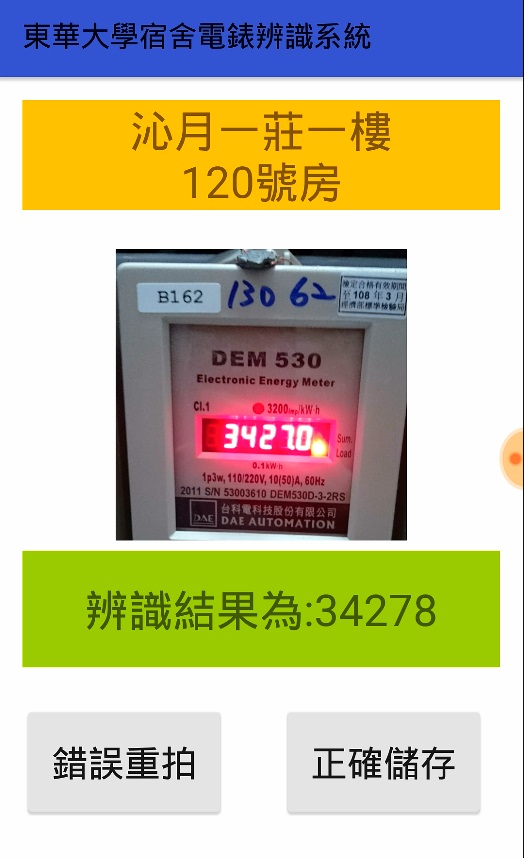 東華大學宿舍電錶辨識系統
沁月一莊一樓
120號房
B162
130 62
檢定合格有效期間
至108年3月
經濟部標準檢驗局
DEM 530
Electronic Energy Meter
Cl.1
3200imp/kW·h
3427.0
Sum.
Load
0.1kW·h
1p3w, 110/220V, 10(50)A, 60Hz
2011 S/N 53003610 DEM530D-3-2RS
DAE
台科電科技股份有限公司
DAE AUTOMATION
辨識結果為:34278
錯誤重拍
正確儲存